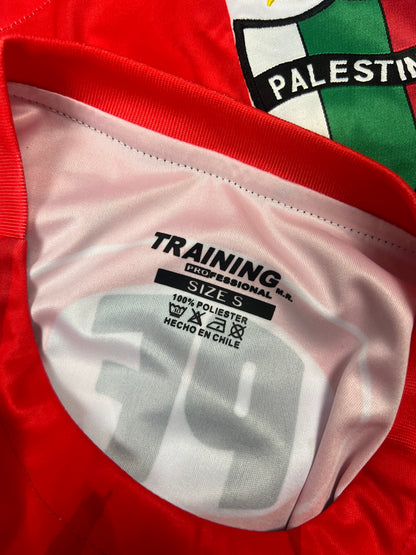 PALESTIN
TRAINING
PROFESSIONAL M.R.
SIZE S
100% POLIESTER
HECHO EN CHILE